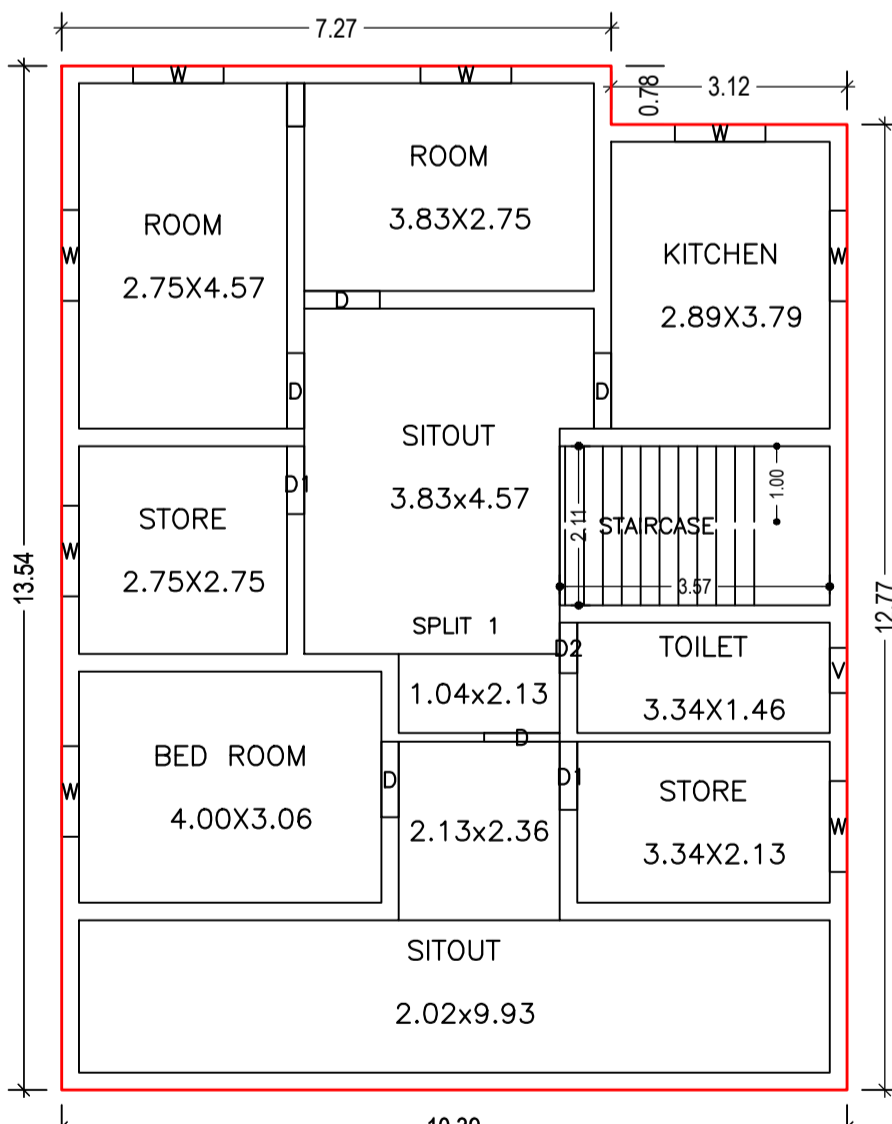 7.27
W
W
0.78
3.12
W
ROOM
3.83X2.75
ROOM
2.75X4.57
W
KITCHEN
2.89X3.79
W
D
D
D
SITOUT
3.83x4.57
D1
STORE
2.75X2.75
W
2.11
STAIRCASE
1.00
3.57
13.54
12.77
SPLIT 1
1.04x2.13
D2
TOILET
3.34X1.46
V
D
BED ROOM
4.00X3.06
W
D
2.13x2.36
D1
STORE
3.34X2.13
W
SITOUT
2.02x9.93